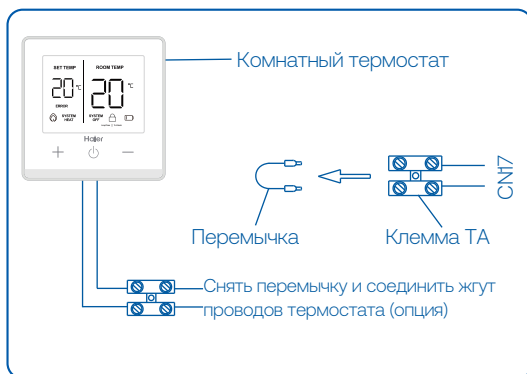 Комнатный термостат
SET TEMP
ROOM TEMP
20 °C
20 °C
ERROR
SYSTEM HEAT
SYSTEM OFF
Haier
+
−
CN17
Перемычка
Клемма ТА
Снять перемычку и соединить жгут
проводов термостата (опция)